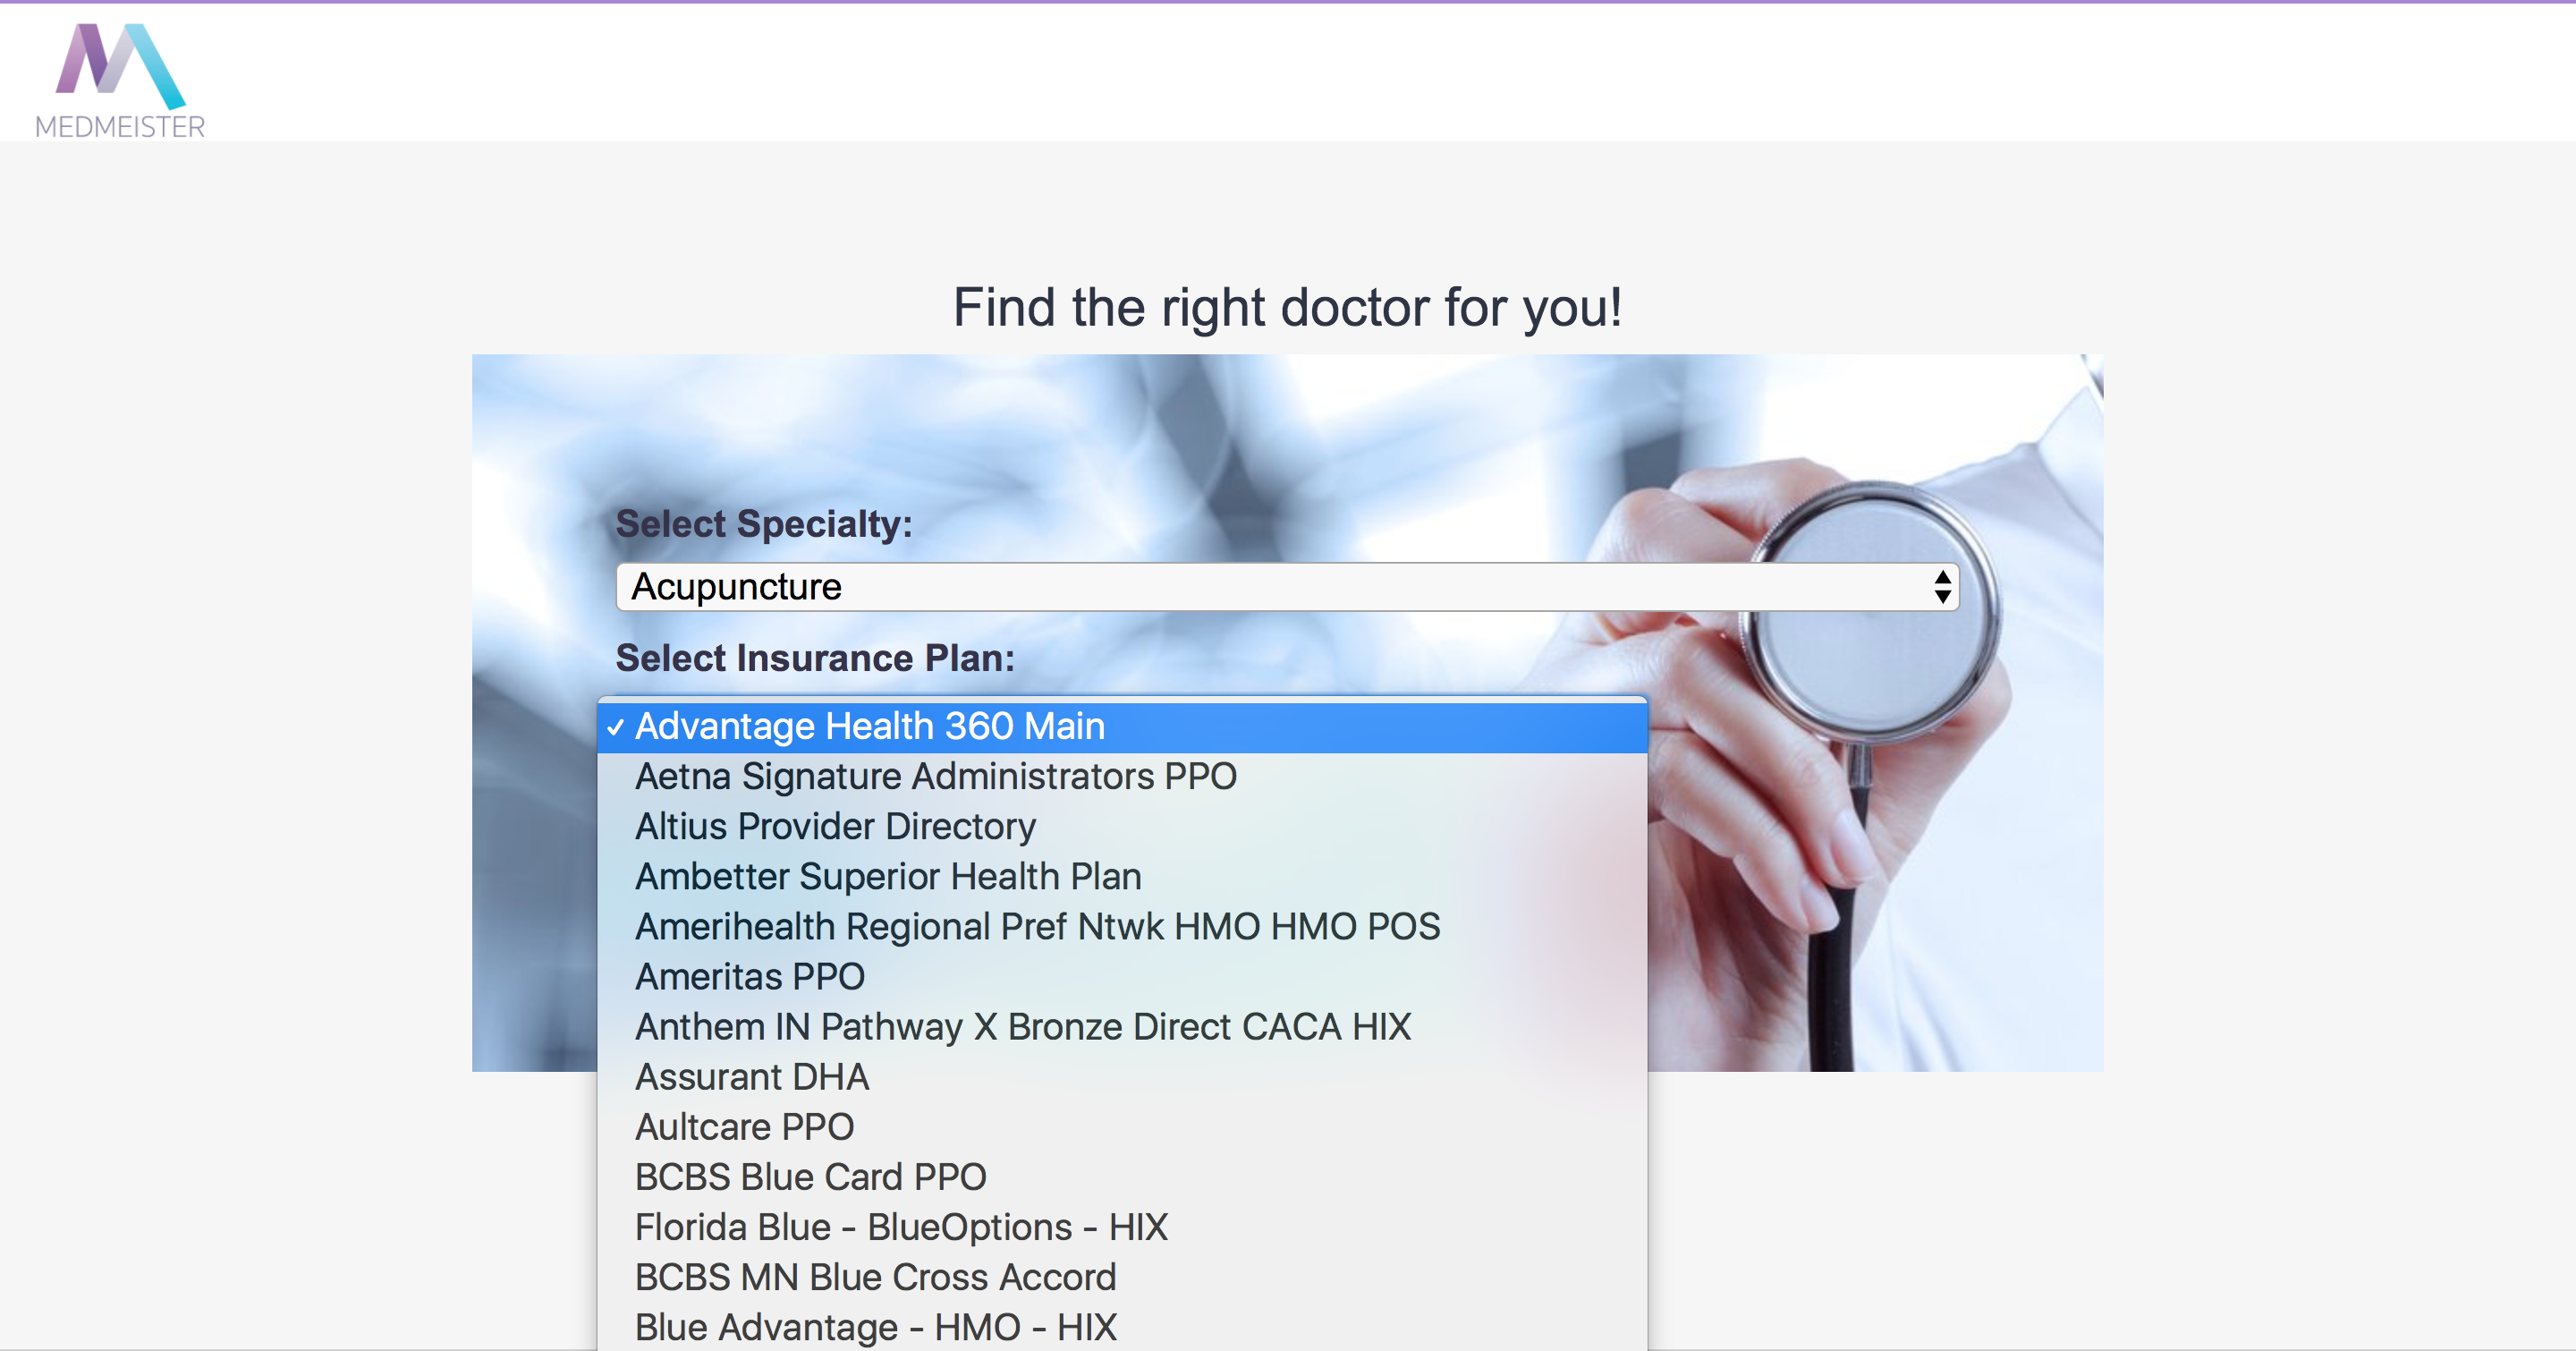 MEDMEISTER
Find the right doctor for you!
Select Specialty:
Acupuncture
Select Insurance Plan:
✓ Advantage Health 360 Main
Aetna Signature Administrators PPO
Altius Provider Directory
Ambetter Superior Health Plan
Amerihealth Regional Pref Ntwk HMO HMO POS
Ameritas PPO
Anthem IN Pathway X Bronze Direct CACA HIX
Assurant DHA
Aultcare PPO
BCBS Blue Card PPO
Florida Blue - BlueOptions - HIX
BCBS MN Blue Cross Accord
Blue Advantage - HMO - HIX